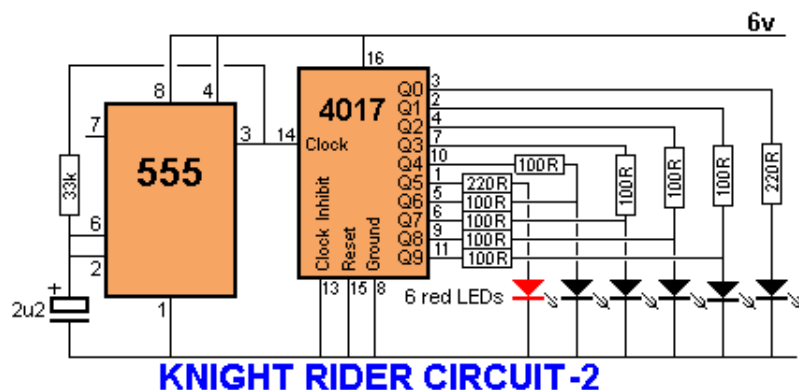 6v
16
8
4
3
14
7
4017
Clock
555
33k
6
2
1
2u2
+
Q0 3
Q1 2
Q2 4
Q3 7
Q4 10
Q5 1
Q6 5
Q7 6
Q8 9
Q9 11
100R
220R
100R
100R
100R
100R
100R
100R
100R
220R
Clock Inhibit
Reset
Ground
13
15
8
6 red LEDs
KNIGHT RIDER CIRCUIT-2